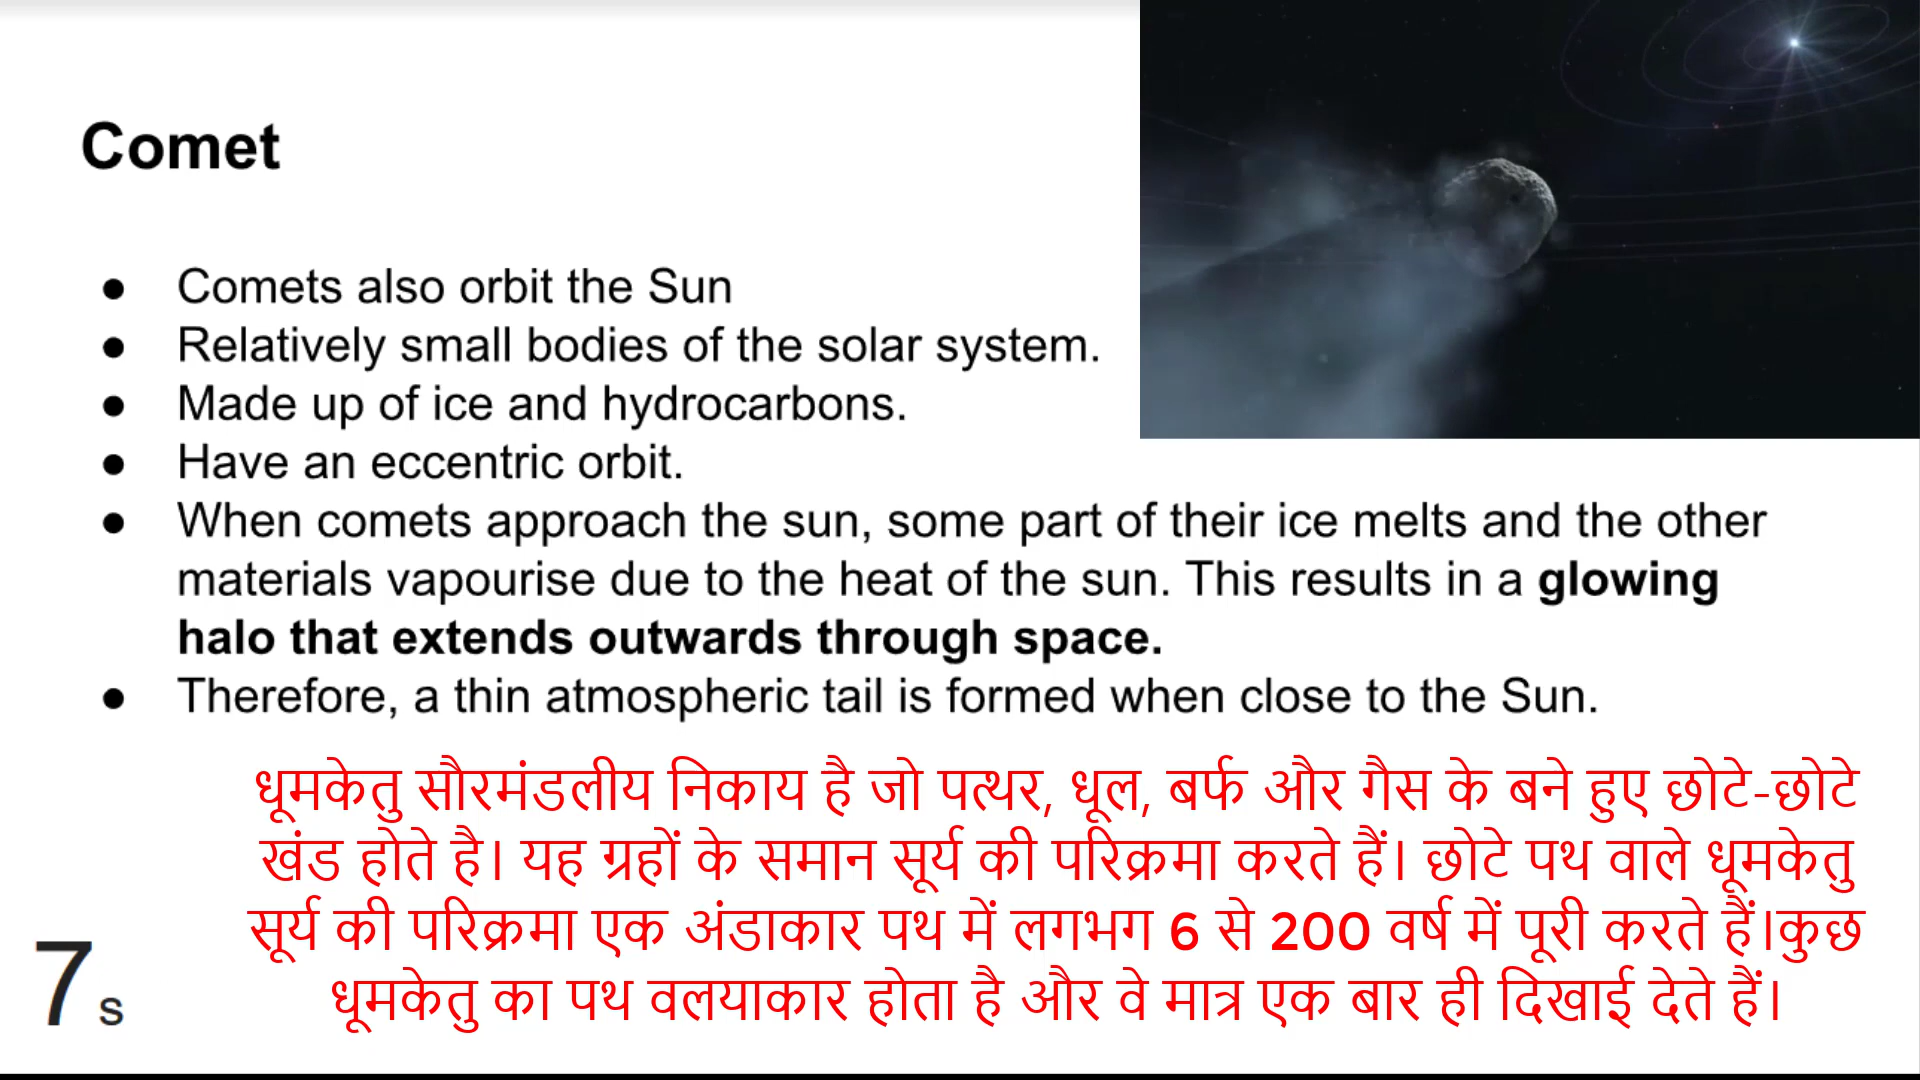 Comet
● Comets also orbit the Sun
● Relatively small bodies of the solar system.
● Made up of ice and hydrocarbons.
● Have an eccentric orbit.
● When comets approach the sun, some part of their ice melts and the other
materials vapourise due to the heat of the sun. This results in a glowing
halo that extends outwards through space.
● Therefore, a thin atmospheric tail is formed when close to the Sun.
धूमकेतु सौरमंडलीय निकाय है जो पत्थर, धूल, बर्फ और गैस के बने हुए छोटे-छोटे
खंड होते है। यह ग्रहों के समान सूर्य की परिक्रमा करते हैं। छोटे पथ वाले धूमकेतु
सूर्य की परिक्रमा एक अंडाकार पथ में लगभग 6 से 200 वर्ष में पूरी करते हैं।कुछ
धूमकेतु का पथ वलयाकार होता है और वे मात्र एक बार ही दिखाई देते हैं।
7s